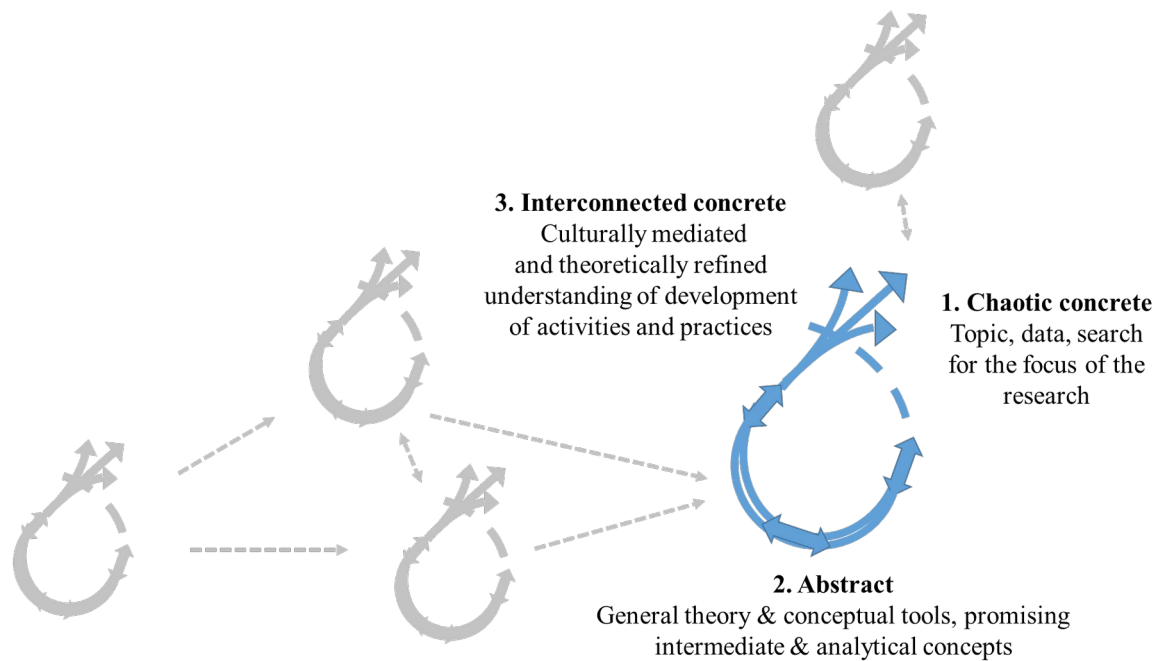 3. Interconnected concrete
Culturally mediated
and theoretically refined
understanding of development
of activities and practices
1. Chaotic concrete
Topic, data, search
for the focus of the
research
2. Abstract
General theory & conceptual tools, promising
intermediate & analytical concepts